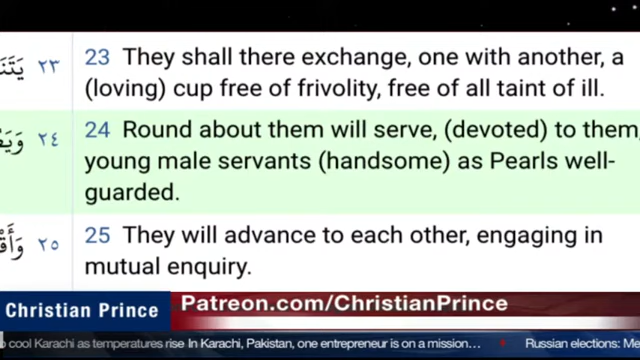 ٢٣ 23 They shall there exchange, one with another, a
(loving) cup free of frivolity, free of all taint of ill.
٢٤ 24 Round about them will serve, (devoted) to them,
young male servants (handsome) as Pearls well-
guarded.
٢٥ 25 They will advance to each other, engaging in
mutual enquiry.
Christian Prince Patreon.com/ChristianPrince
cool Karachi as temperatures rise In Karachi, Pakistan, one entrepreneur is on a mission... Russian elections: